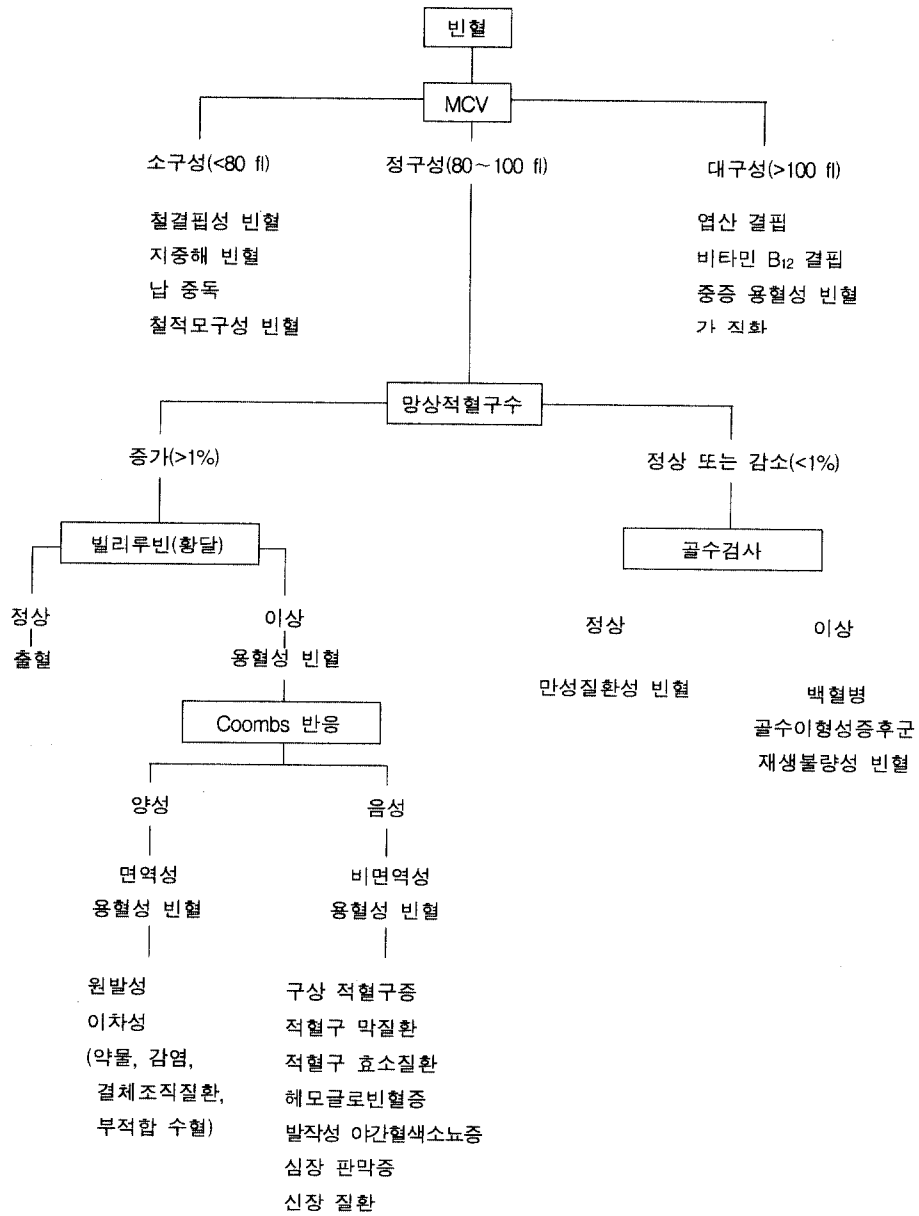 빈혈
MCV
소구성(<80 fl)
정구성(80~100 fl)
대구성(>100 fl)
철결핍성 빈혈
지중해 빈혈
납 중독
철적모구성 빈혈
엽산 결핍
비타민 B₁₂ 결핍
중증 용혈성 빈혈
망상적혈구수
증가(>1%)
정상 또는 감소(<1%)
빌리루빈(황달)
골수검사
정상
출혈
이상
용혈성 빈혈
정상
만성질환성 빈혈
이상
백혈병
골수이형성증후군
재생불량성 빈혈
Coombs 반응
양성
음성
면역성
용혈성 빈혈
비면역성
용혈성 빈혈
원발성
이차성
(약물, 감염,
결체조직질환,
부적합 수혈)
구상 적혈구증
적혈구 막질환
적혈구 효소질환
헤모글로빈혈증
발작성 야간혈색소뇨증
심장 판막증
신장 질환